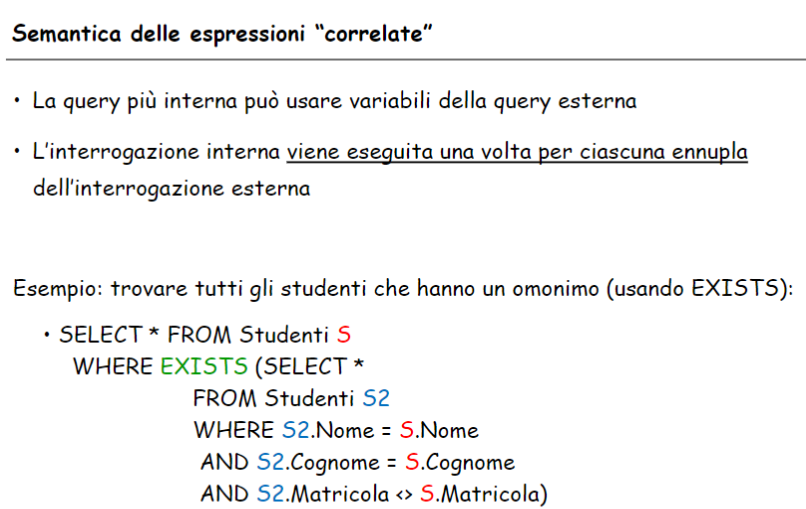 Semantica delle espressioni “correlate”
• La query più interna può usare variabili della query esterna
• L'interrogazione interna viene eseguita una volta per ciascuna ennupla
dell'interrogazione esterna
Esempio: trovare tutti gli studenti che hanno un omonimo (usando EXISTS):
• SELECT * FROM Studenti S
WHERE EXISTS (SELECT *
FROM Studenti S2
WHERE S2.Nome = S.Nome
AND S2.Cognome = S.Cognome
AND S2.Matricola <> S.Matricola)